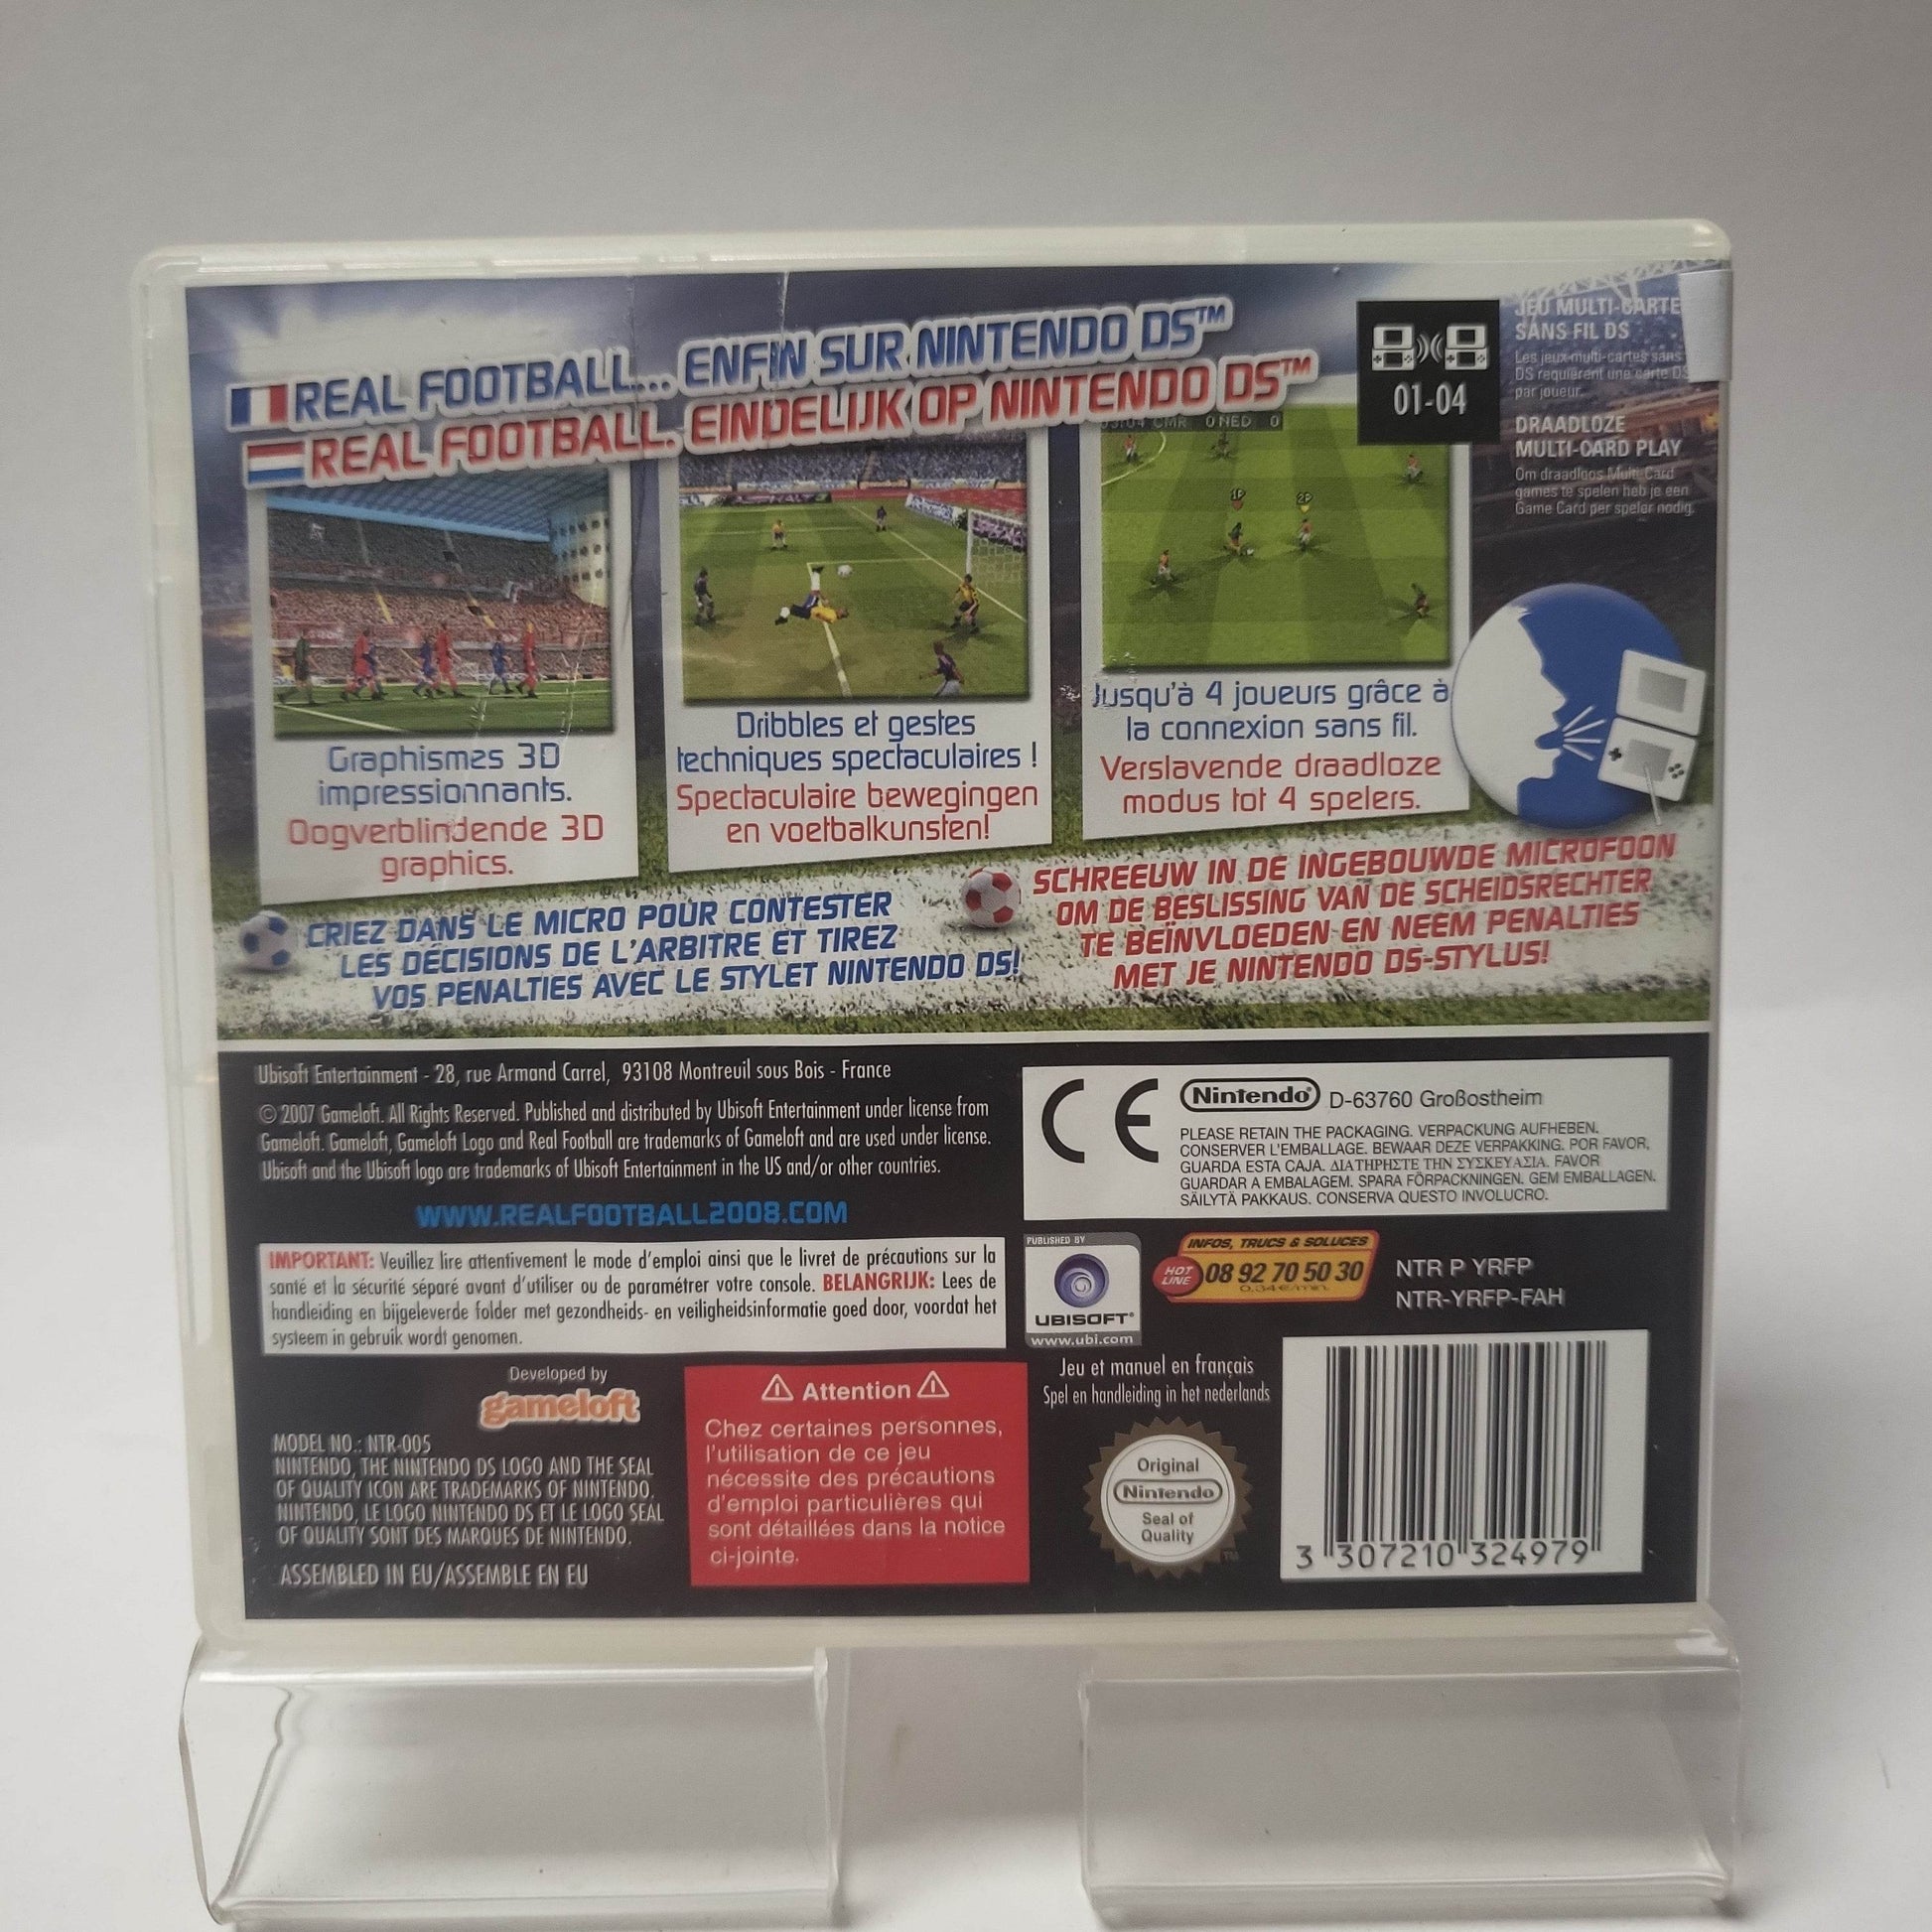 REAL FOOTBALL... ENFIN SUR NINTENDO DS™
REAL FOOTBALL. EINDELIJK OP NINTENDO DS™
01-04
JEU MULTI-CARTE
SANS FIL DS
Les jeux multi-cartes sans
DS requièrent une carte DS
par joueur.
DRAADLOZE
MULTI-CARD PLAY
Om draadloos Multi-Card
games te spelen heb je een
Game Card per speler nodig.
CMR 0 NED 0
1P
2P
Graphismes 3D
impressionnants.
Oogverblindende 3D
graphics.
Dribbles et gestes
techniques spectaculaires !
Spectaculaire bewegingen
en voetbalkunsten!
Jusqu'à 4 joueurs grâce à
la connexion sans fil.
Verslavende draadloze
modus tot 4 spelers.
CRIEZ DANS LE MICRO POUR CONTESTER
LES DÉCISIONS DE L'ARBITRE ET TIREZ
VOS PENALTIES AVEC LE STYLET NINTENDO DS!
SCHREEUW IN DE INGEBOUWDE MICROFOON
OM DE BESLISSING VAN DE SCHEIDSRECHTER
TE BEÏNVLOEDEN EN NEEM PENALTIES
MET JE NINTENDO DS-STYLUS!
Ubisoft Entertainment - 28, rue Armand Carrel, 93108 Montreuil sous Bois - France
© 2007 Gameloft. All Rights Reserved. Published and distributed by Ubisoft Entertainment under license from
Gameloft. Gameloft, Gameloft Logo and Real Football are trademarks of Gameloft and are used under license.
Ubisoft and the Ubisoft logo are trademarks of Ubisoft Entertainment in the US and/or other countries.
WWW.REALFOOTBALL2008.COM
IMPORTANT: Veuillez lire attentivement le mode d'emploi ainsi que le livret de précautions sur la
santé et la sécurité séparé avant d'utiliser ou de paramétrer votre console. BELANGRIJK: Lees de
handleiding en bijgeleverde folder met gezondheids- en veiligheidsinformatie goed door, voordat het
systeem in gebruik wordt genomen.
CE
Nintendo® D-63760 Großostheim
PLEASE RETAIN THE PACKAGING. VERPACKUNG AUFHEBEN.
CONSERVER L'EMBALLAGE. BEWAAR DEZE VERPAKKING. POR FAVOR,
GUARDA ESTA CAJA. ΔΙΑΤΗΡΗΣΤΕ ΤΗΝ ΣΥΣΚΕΥΑΣΙΑ. FAVOR
GUARDAR A EMBALAGEM. SPARA FÖRPACKNINGEN. GEM EMBALLAGEN.
SÄILYTÄ PAKKAUS. CONSERVA QUESTO INVOLUCRO.
PUBLISHED BY
UBISOFT®
www.ubi.com
INFOS, TRUCS & SOLUCES
HOT LINE 08 92 70 50 30
0.34€/min.
NTR P YRFP
NTR-YRFP-FAH
Developed by
gameloft
MODEL NO.: NTR-005
NINTENDO, THE NINTENDO DS LOGO AND THE SEAL
OF QUALITY ICON ARE TRADEMARKS OF NINTENDO.
NINTENDO, LE LOGO NINTENDO DS ET LE LOGO SEAL
OF QUALITY SONT DES MARQUES DE NINTENDO.
ASSEMBLED IN EU/ASSEMBLE EN EU
⚠ Attention ⚠
Chez certaines personnes,
l'utilisation de ce jeu
nécessite des précautions
d'emploi particulières qui
sont détaillées dans la notice
ci-jointe.
Jeu et manuel en français
Spel en handleiding in het nederlands
Original
Nintendo
Seal of
Quality
TM
3 307210 324979